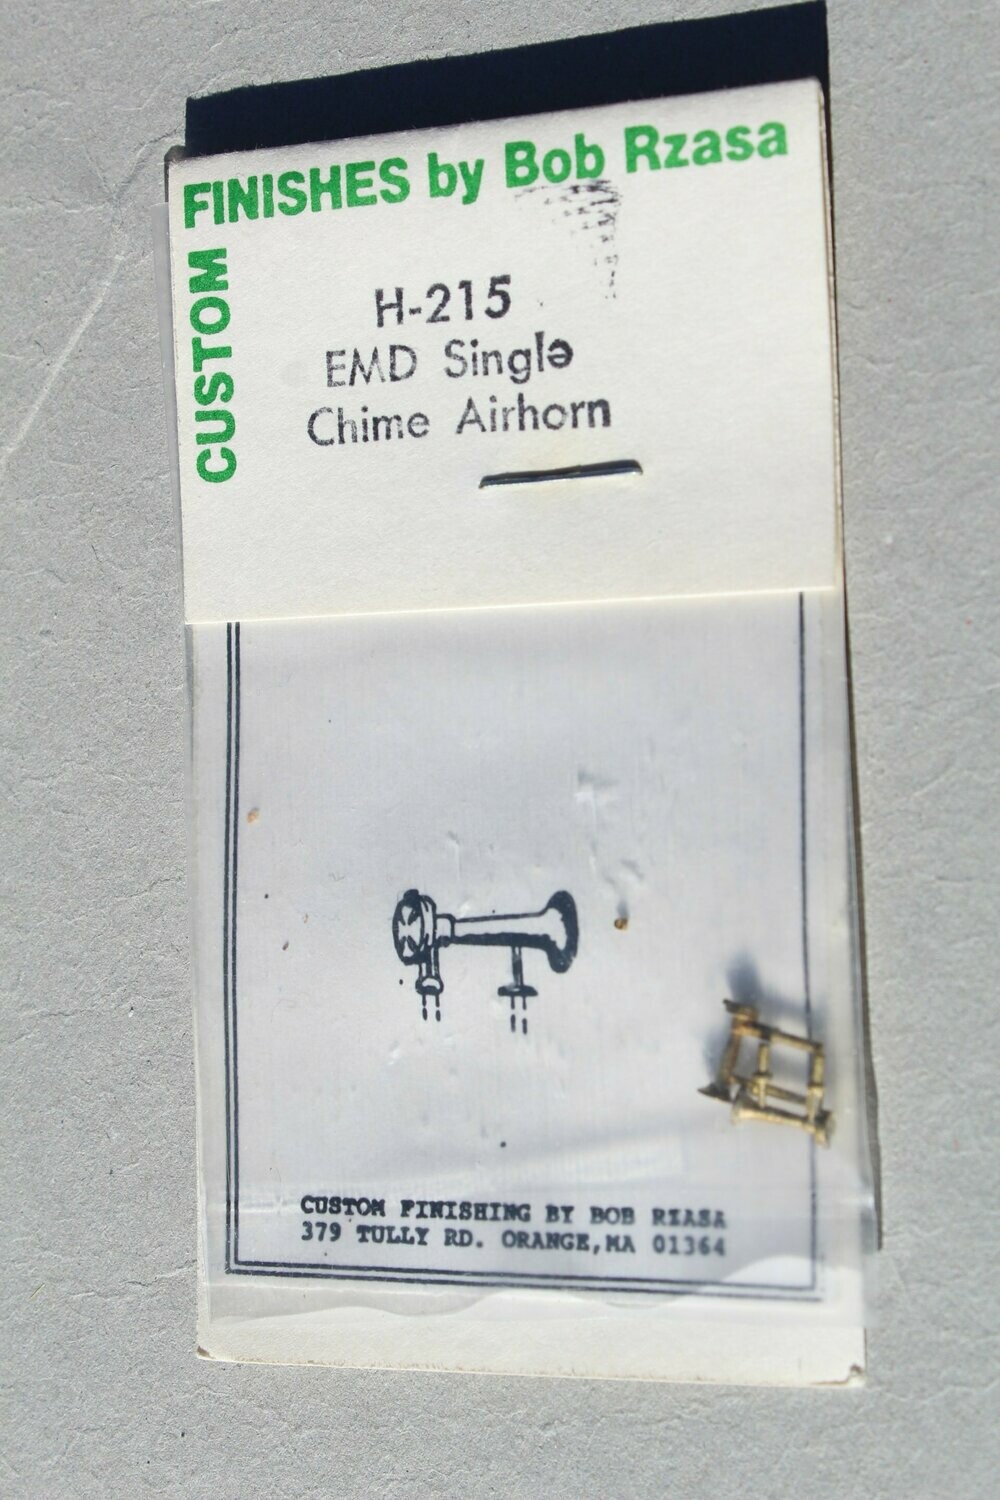 CUSTOM
FINISHES by Bob Rzasa
H-215
EMD Single
Chime Airhorn
CUSTOM FINISHING BY BOB RZASA
379 TULLY RD. ORANGE,MA 01364